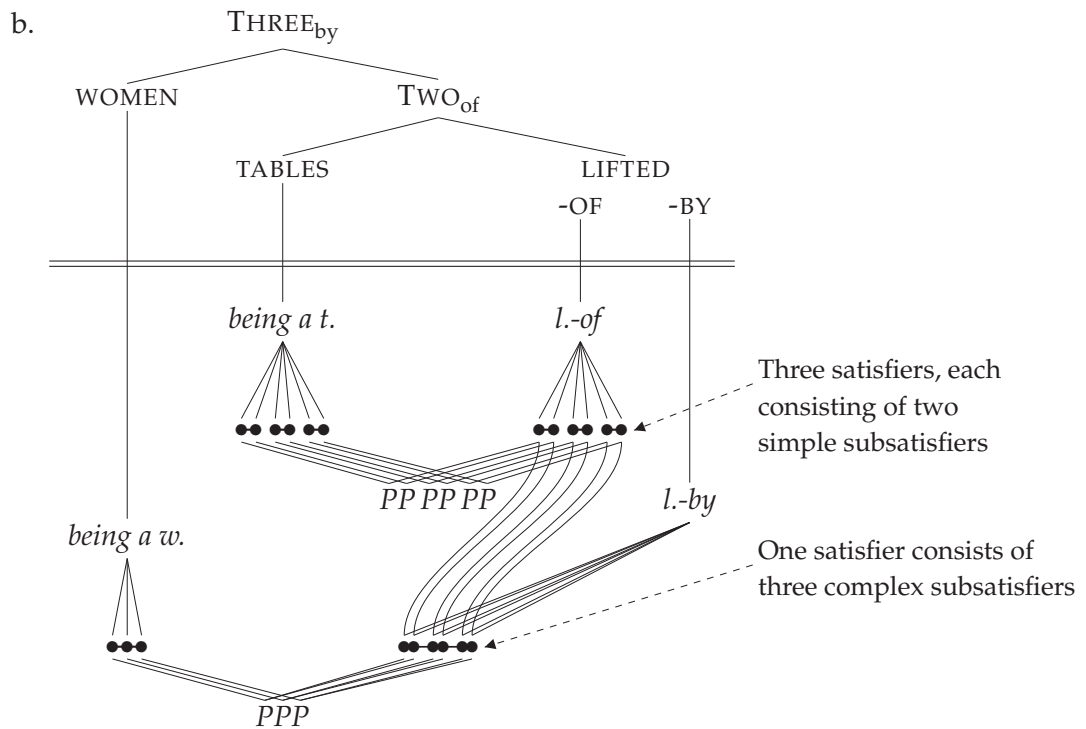 b.
THREEby
WOMEN TWOof
TABLES LIFTED
-OF -BY
being a t. l.-of
Three satisfiers, each
consisting of two
simple subsatisfiers
PP PP PP
l.-by
being a w.
One satisfier consists of
three complex subsatisfiers
PPP